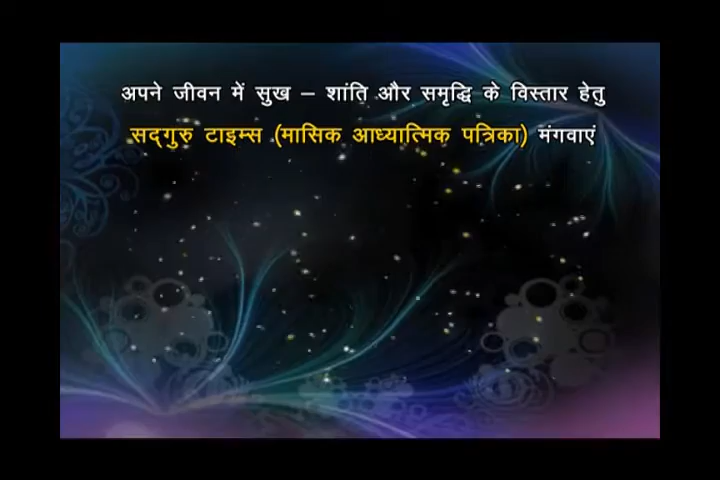 अपने जीवन में सुख – शांति और समृद्धि के विस्तार हेतु
सद्गुरु टाइम्स (मासिक आध्यात्मिक पत्रिका) मंगवाएं